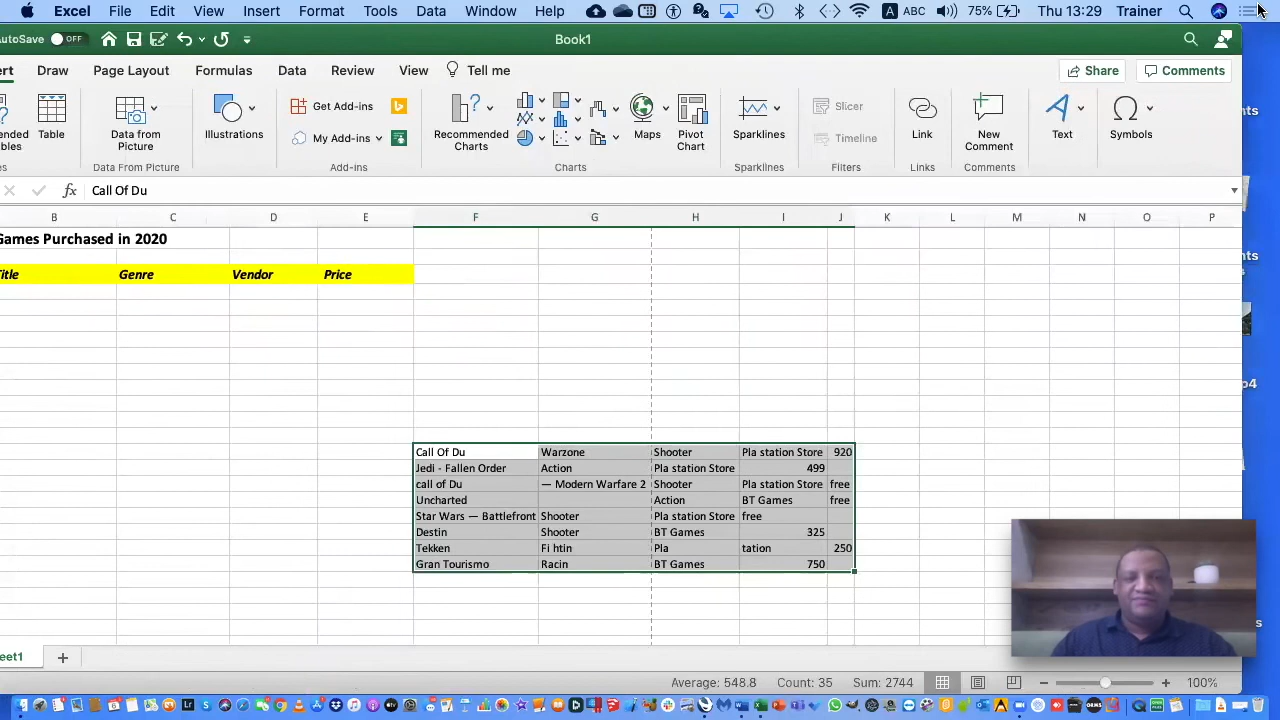 Excel File Edit View Insert Format Tools Data Window Help A ABC 75% Thu 13:29 Trainer
AutoSave OFF Book1
ert Draw Page Layout Formulas Data Review View Tell me Share Comments
Table Data from Picture Illustrations Get Add-ins My Add-ins Recommended Charts Maps Pivot Chart Sparklines Slicer Timeline Link New Comment Text Symbols
Data From Picture Add-ins Charts Sparklines Filters Links Comments
fx Call Of Du
B C D E F G H I J K L M N O P
Games Purchased in 2020
Title Genre Vendor Price
Call Of Du Warzone Shooter Pla station Store 920
Jedi - Fallen Order Action Pla station Store 499
call of Du — Modern Warfare 2 Shooter Pla station Store free
Uncharted Action BT Games free
Star Wars — Battlefront Shooter Pla station Store free
Destin Shooter BT Games 325
Tekken Fi htin Pla tation 250
Gran Tourismo Racin BT Games 750
eet1
Average: 548.8 Count: 35 Sum: 2744 100%